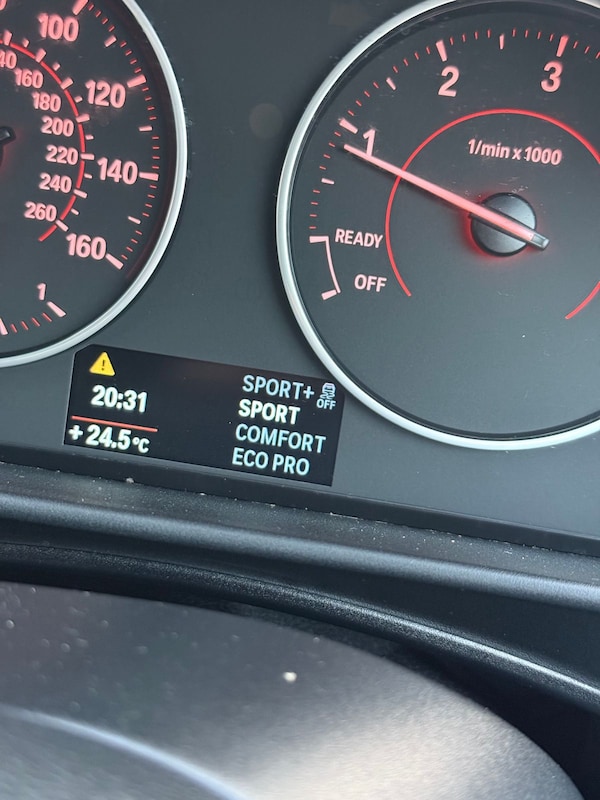 100
120
140
160
40
160
180
200
220
240
260
1
1
2
3
1/min x 1000
READY
OFF
20:31
+24.5°C
SPORT+
OFF
SPORT
COMFORT
ECO PRO